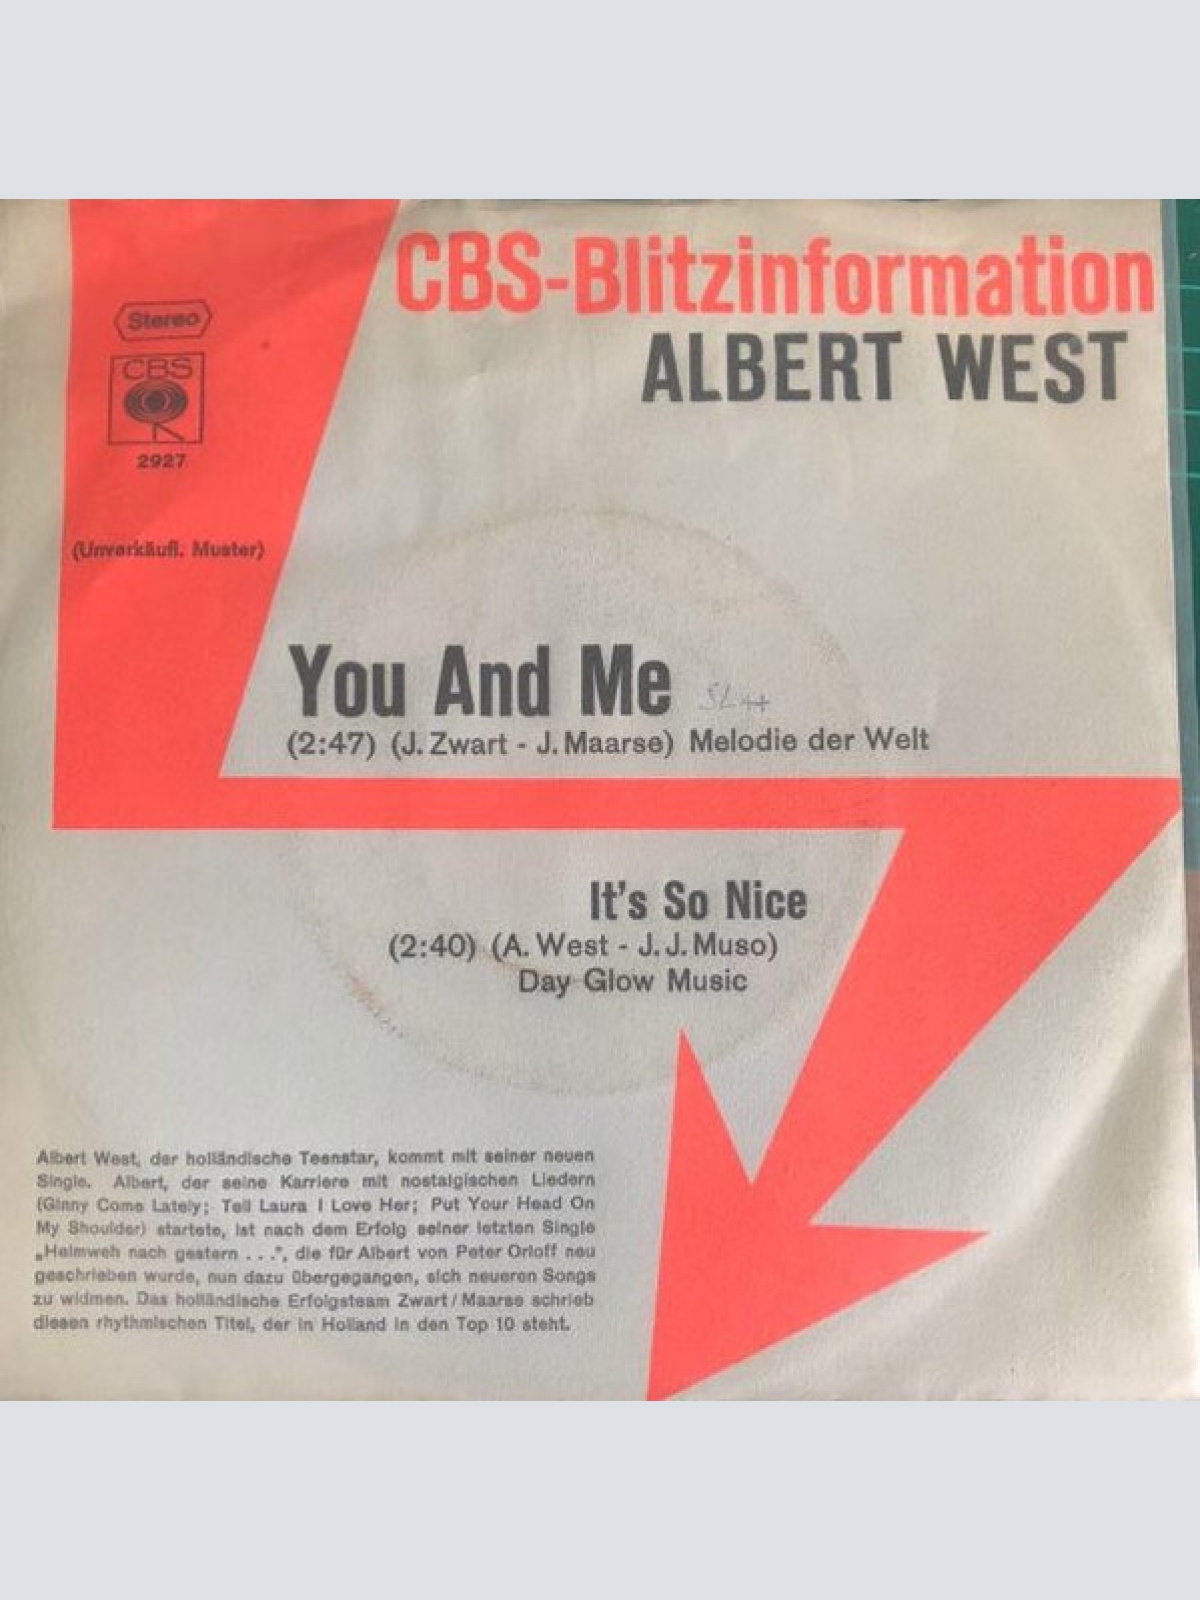 CBS-Blitzinformation
ALBERT WEST
Stereo
CBS
2927
(Unverkäufl. Muster)
You And Me
(2:47) (J. Zwart - J. Maarse) Melodie der Welt
It's So Nice
(2:40) (A. West - J. J. Muso)
Day Glow Music
Albert West, der holländische Teenstar, kommt mit seiner neuen
Single. Albert, der seine Karriere mit nostalgischen Liedern
(Ginny Come Lately; Tell Laura I Love Her; Put Your Head On
My Shoulder) startete, ist nach dem Erfolg seiner letzten Single
„Heimweh nach gestern . . .", die für Albert von Peter Orloff neu
geschrieben wurde, nun dazu übergegangen, sich neueren Songs
zu widmen. Das holländische Erfolgsteam Zwart / Maarse schrieb
diesen rhythmischen Titel, der in Holland in den Top 10 steht.